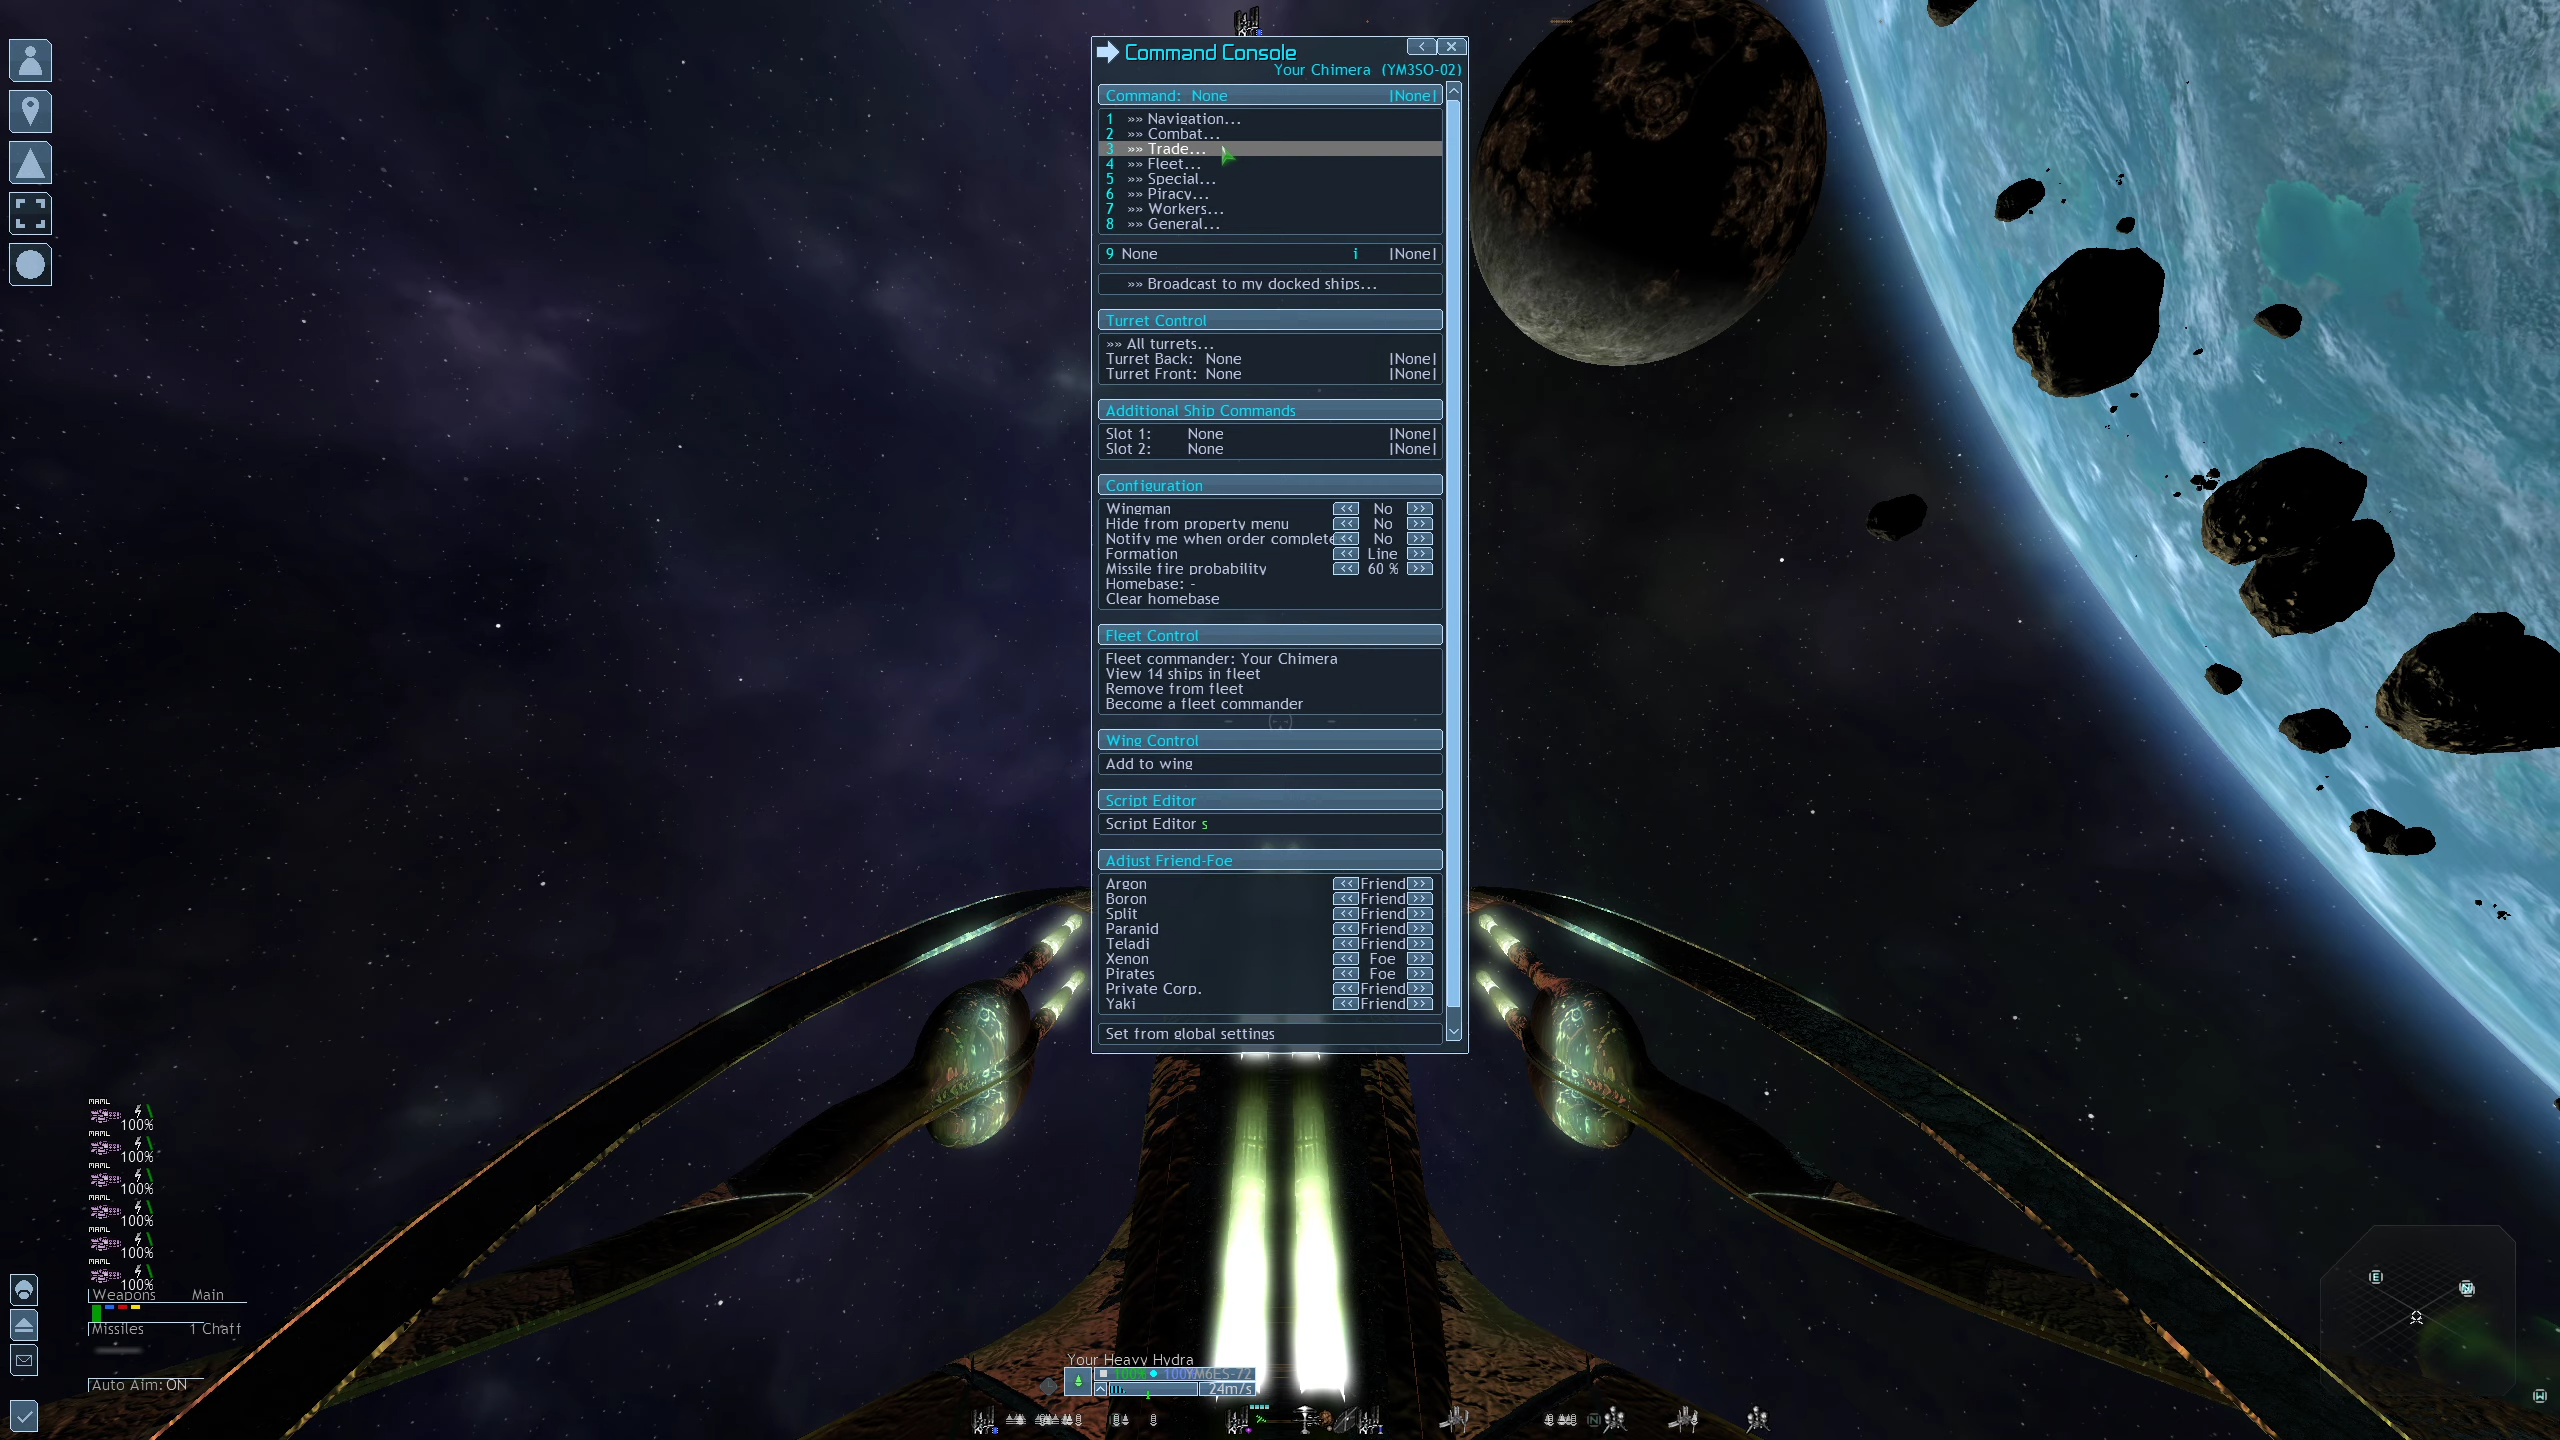 Command Console
Your Chimera (YM3SO-02)
Command: None |None|
1 »» Navigation...
2 »» Combat...
3 »» Trade...
4 »» Fleet...
5 »» Special...
6 »» Piracy...
7 »» Workers...
8 »» General...
9 None i |None|
»» Broadcast to my docked ships...
Turret Control
»» All turrets...
Turret Back: None |None|
Turret Front: None |None|
Additional Ship Commands
Slot 1: None |None|
Slot 2: None |None|
Configuration
Wingman << No >>
Hide from property menu << No >>
Notify me when order complete << No >>
Formation << Line >>
Missile fire probability << 60 % >>
Homebase: -
Clear homebase
Fleet Control
Fleet commander: Your Chimera
View 14 ships in fleet
Remove from fleet
Become a fleet commander
Wing Control
Add to wing
Script Editor
Script Editor s
Adjust Friend-Foe
Argon << Friend >>
Boron << Friend >>
Split << Friend >>
Paranid << Friend >>
Teladi << Friend >>
Xenon << Foe >>
Pirates << Foe >>
Private Corp. << Friend >>
Yaki << Friend >>
Set from global settings
MAML
100%
MAML
100%
MAML
100%
MAML
100%
MAML
100%
MAML
100%
Weapons Main
Missiles 1 Chaff
Auto Aim: ON
Your Heavy Hydra
100%
24m/s
E
N
W
N